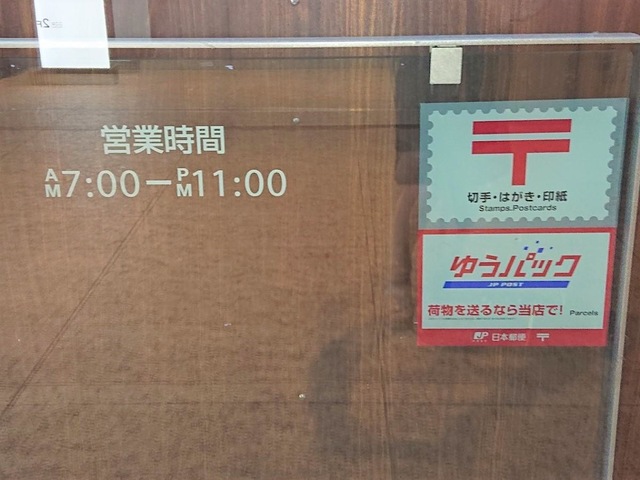 営業時間
AM7:00ーPM11:00
〒
切手・はがき・印紙
Stamps.Postcards
ゆうパック
JP POST
荷物を送るなら当店で! Parcels
JP 日本郵便 〒